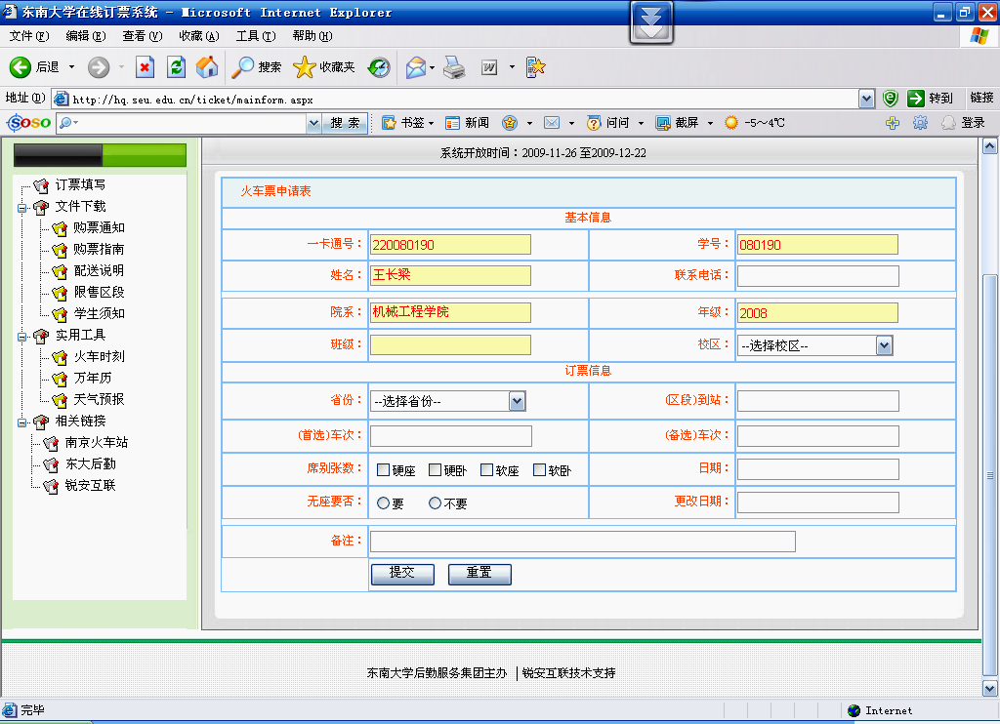 东南大学在线订票系统 - Microsoft Internet Explorer
文件(F) 编辑(E) 查看(V) 收藏(A) 工具(T) 帮助(H)
后退 搜索 收藏夹
地址(D) http://hq.seu.edu.cn/ticket/mainform.aspx 转到 链接
SOSO 搜 索 书签 新闻 问问 截屏 -5～4℃ 登录
系统开放时间：2009-11-26 至2009-12-22
订票填写
文件下载
购票通知
购票指南
配送说明
限售区段
学生须知
实用工具
火车时刻
万年历
天气预报
相关链接
南京火车站
东大后勤
锐安互联
火车票申请表
基本信息
一卡通号： 220080190 学号： 080190
姓名： 王长梁 联系电话：
院系： 机械工程学院 年级： 2008
班级： 校区： --选择校区--
订票信息
省份： --选择省份-- (区段)到站：
(首选)车次： (备选)车次：
席别张数： 硬座 硬卧 软座 软卧 日期：
无座要否： 要 不要 更改日期：
备注：
提交 重置
东南大学后勤服务集团主办 | 锐安互联技术支持
完毕 Internet